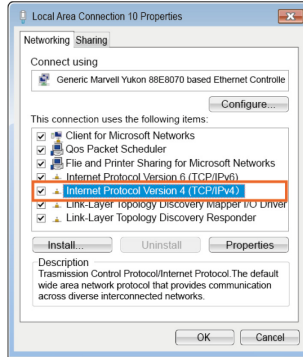 Local Area Connection 10 Properties
Networking Sharing
Connect using
Generic Marvell Yukon 88E8070 based Ethernet Controlle
Configure...
This connection uses the following items:
Client for Microsoft Networks
Qos Packet Scheduler
Flie and Printer Sharing for Microsoft Networks
Internet Protocol Version 6 (TCP/IPv6)
Internet Protocol Version 4 (TCP/IPv4)
Link-Layer Topology Discovery Mapper I/O Driver
Link-Layer Topology Discovery Responder
Install... Uninstall Properties
Description
Trasmission Control Protocol/Internet Protocol.The default
wide area network protocol that provides communication
across diverse interconnected networks.
OK Cancel